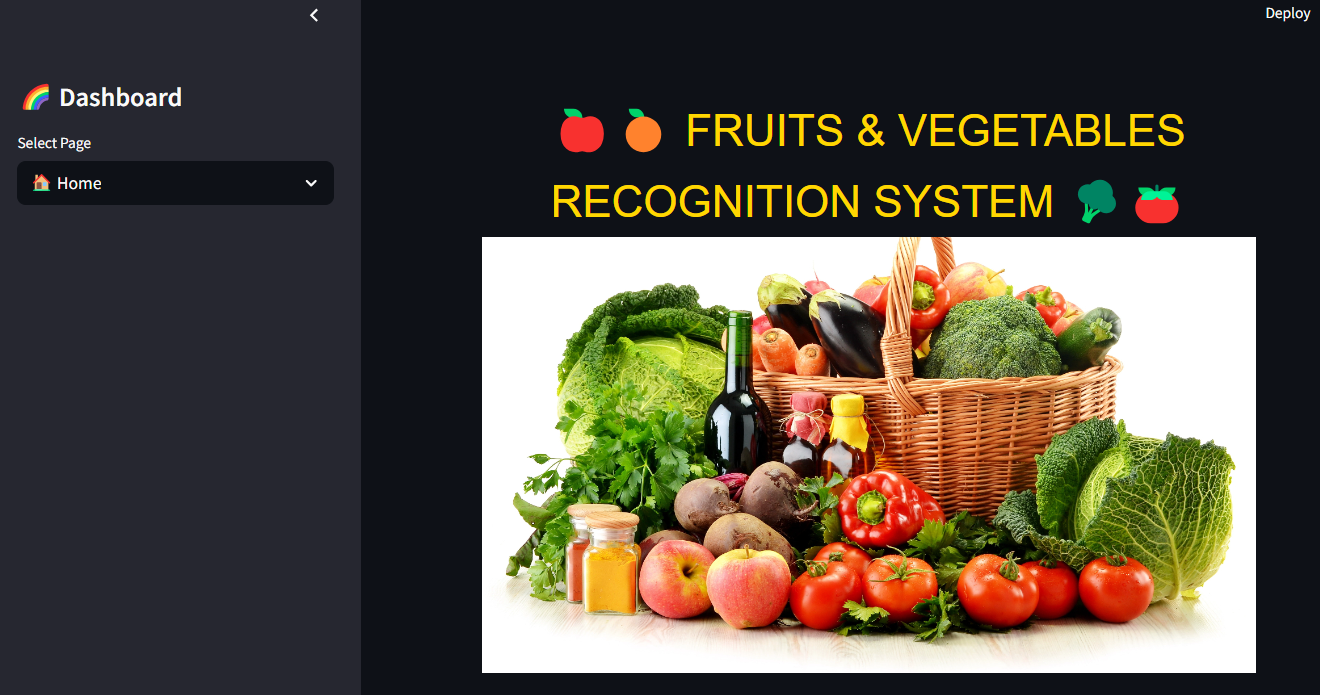 Deploy
🌈 Dashboard
Select Page
🏠 Home
🍎 🍊 FRUITS & VEGETABLES
RECOGNITION SYSTEM 🥦 🍅